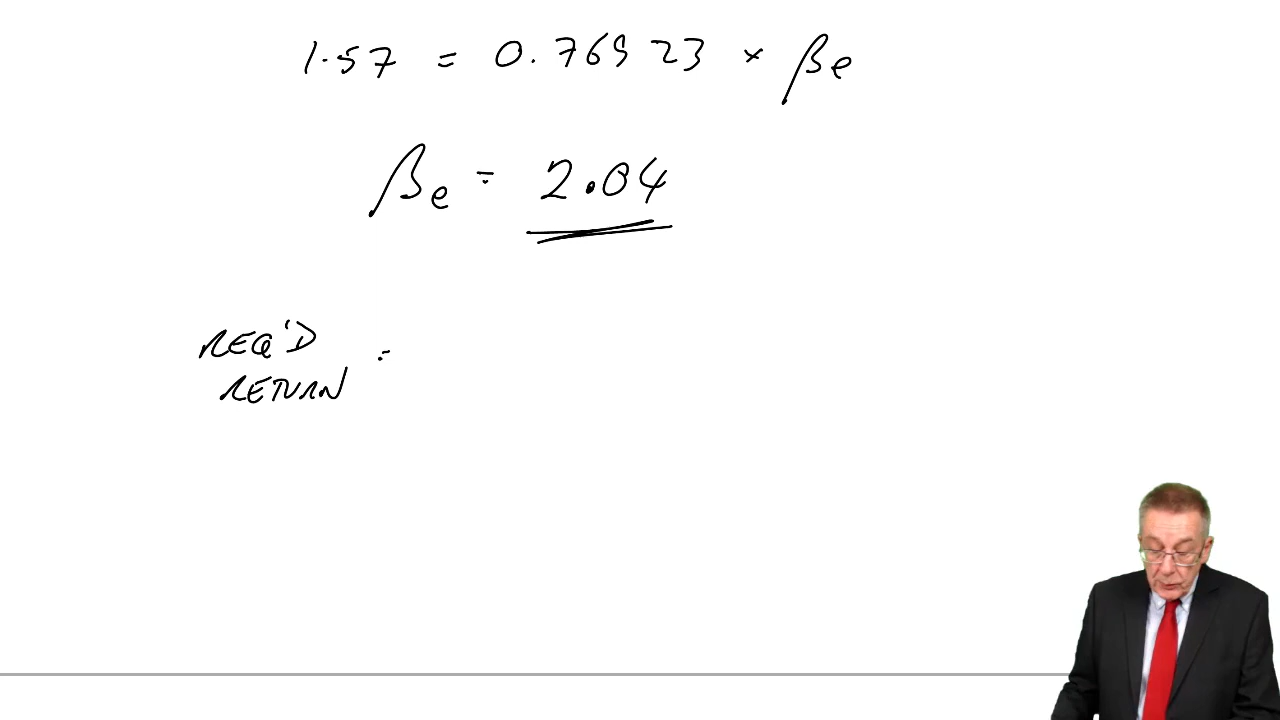 1.57 = 0.76923 × βe
βe = 2.04
REQ'D
RETURN =